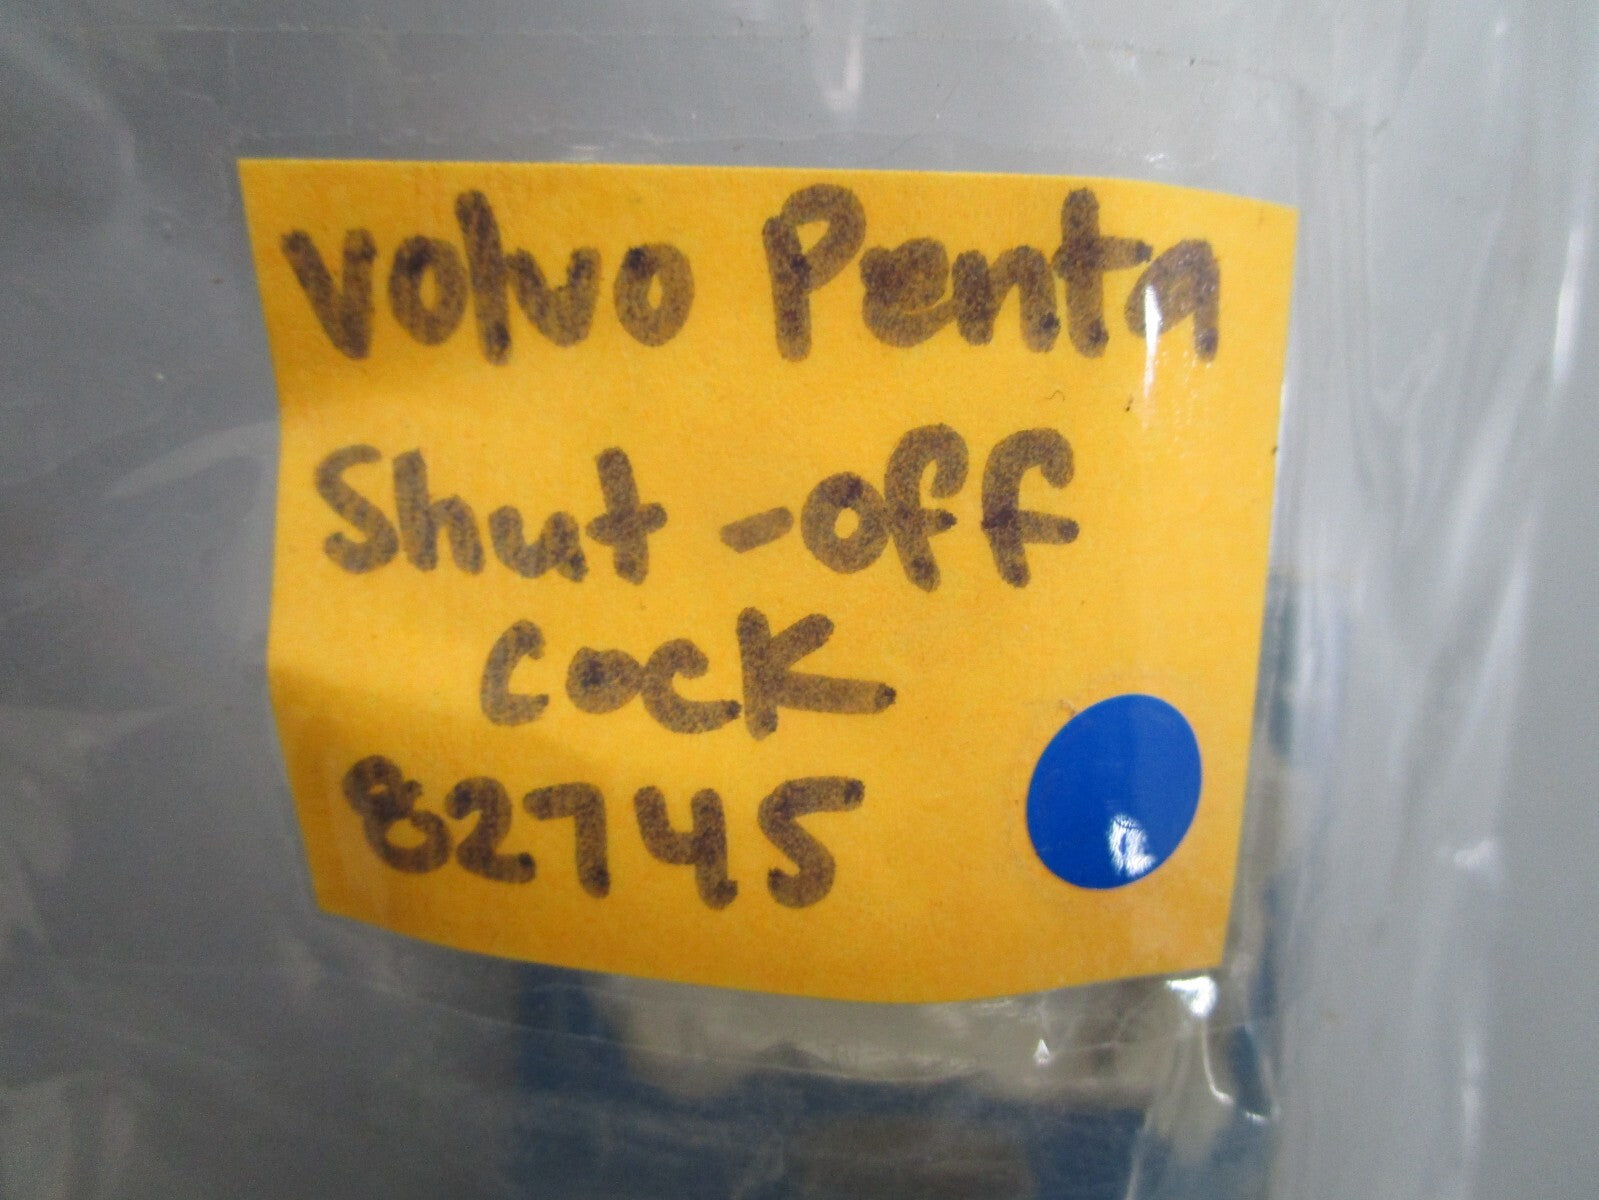 Volvo Penta
Shut-off
Cock
82745